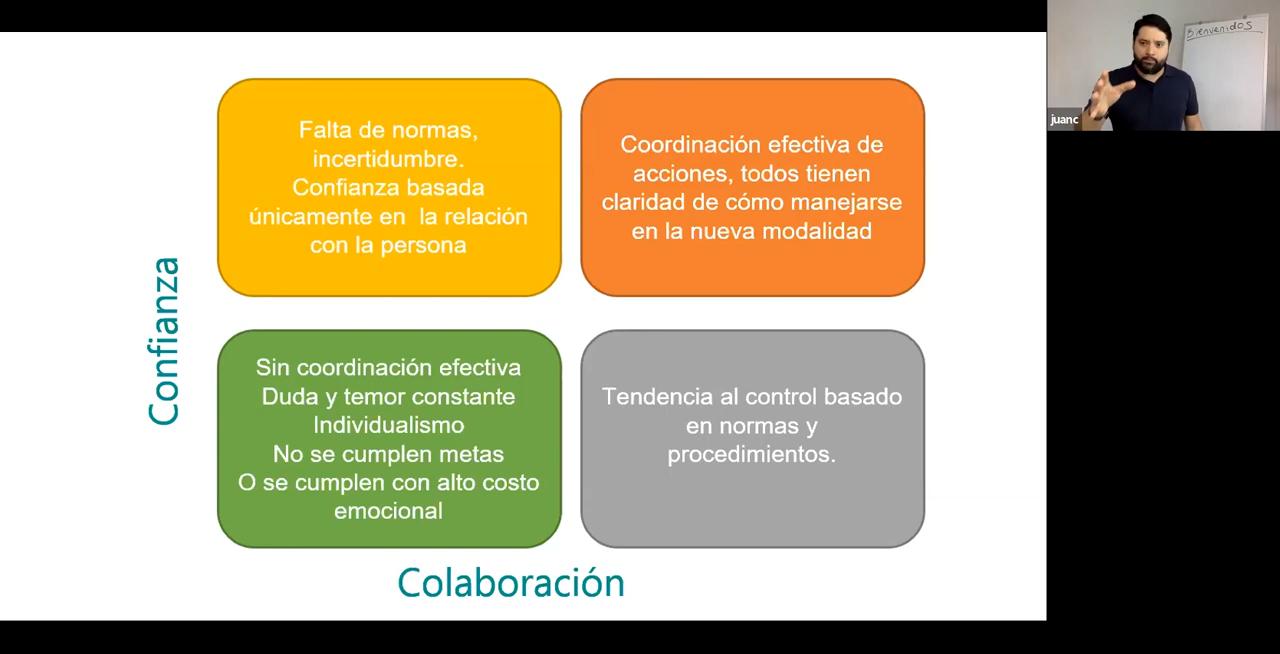 Falta de normas,
incertidumbre.
Confianza basada
únicamente en la relación
con la persona
Coordinación efectiva de
acciones, todos tienen
claridad de cómo manejarse
en la nueva modalidad
Sin coordinación efectiva
Duda y temor constante
Individualismo
No se cumplen metas
O se cumplen con alto costo
emocional
Tendencia al control basado
en normas y
procedimientos.
Confianza
Colaboración
Bienvenidos
juanc